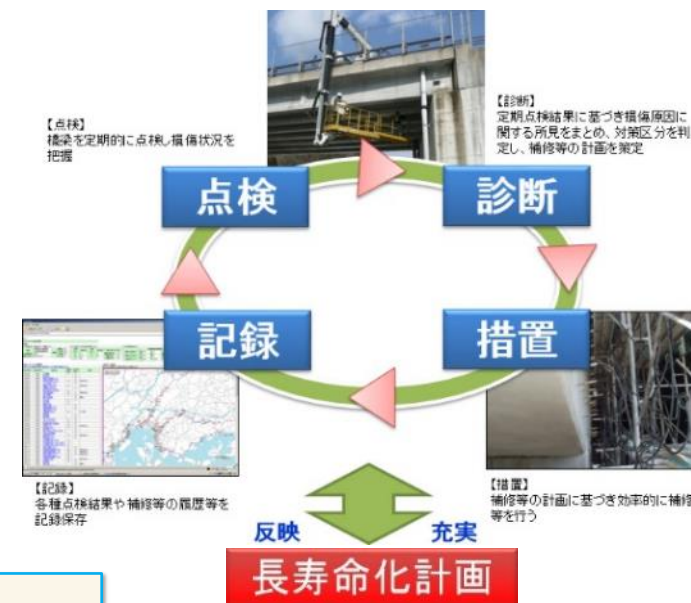 【点検】
橋梁を定期的に点検し損傷状況を
把握
【診断】
定期点検結果に基づき損傷原因に
関する所見をまとめ、対策区分を判
定し、補修等の計画を策定
点検
診断
記録
措置
【記録】
各種点検結果や補修等の履歴等を
記録保存
【措置】
補修等の計画に基づき効率的に補修
等を行う
反映
充実
長寿命化計画